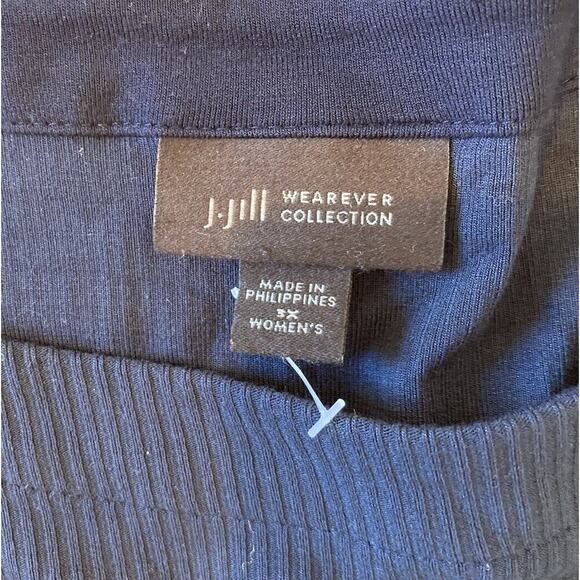 J.Jill WEAREVER
COLLECTION
MADE IN
PHILIPPINES
3X
WOMEN'S